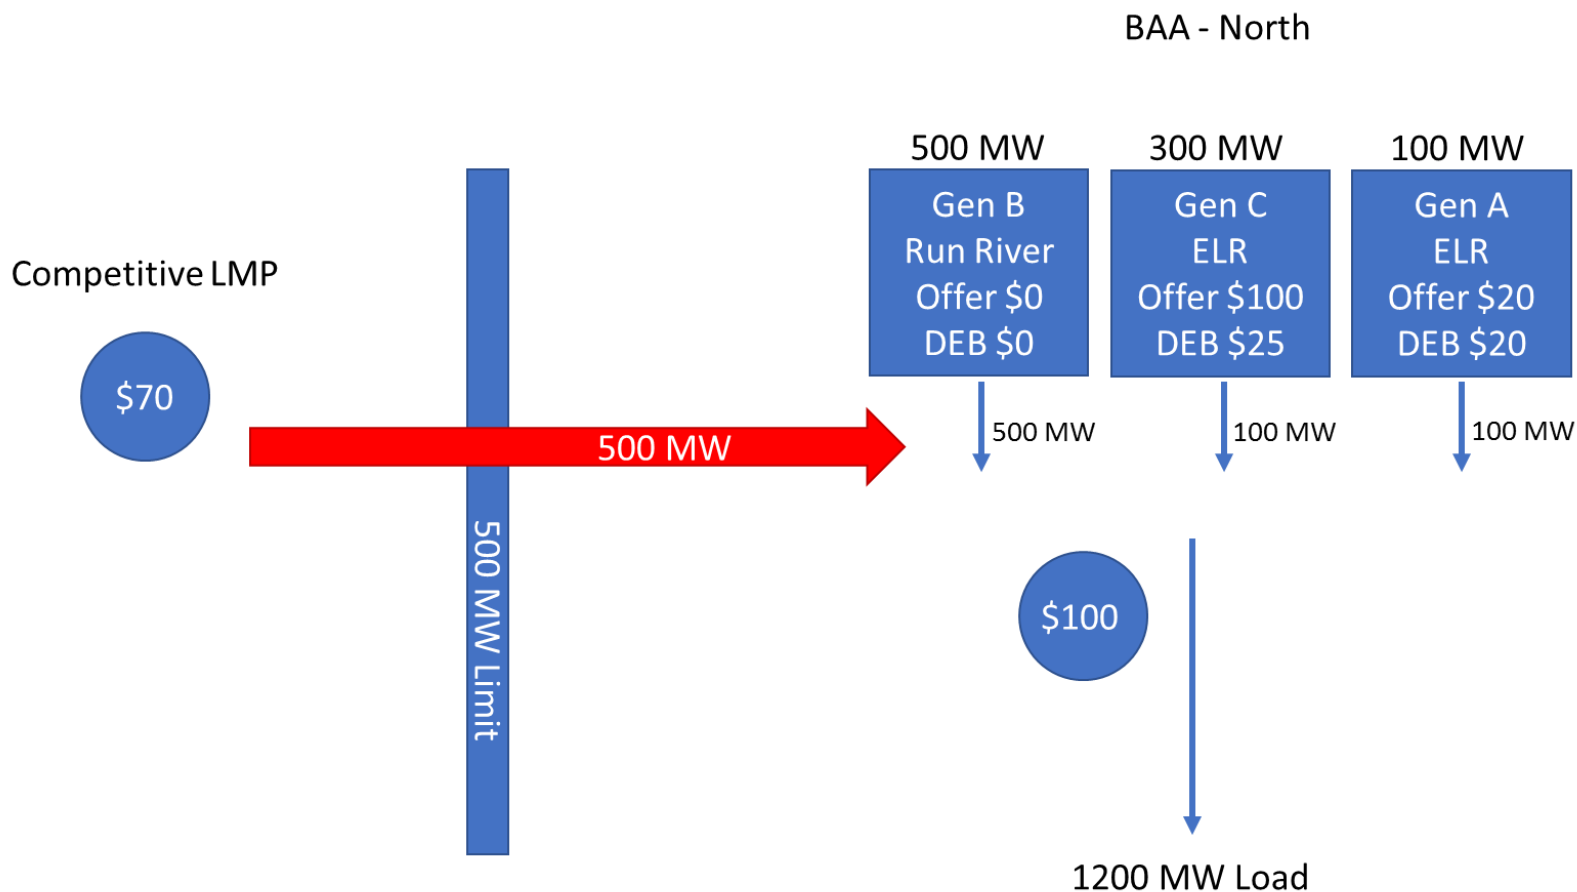 BAA - North
500 MW
300 MW
100 MW
Gen B
Run River
Offer $0
DEB $0
Gen C
ELR
Offer $100
DEB $25
Gen A
ELR
Offer $20
DEB $20
Competitive LMP
$70
500 MW
500 MW Limit
500 MW
100 MW
100 MW
$100
1200 MW Load